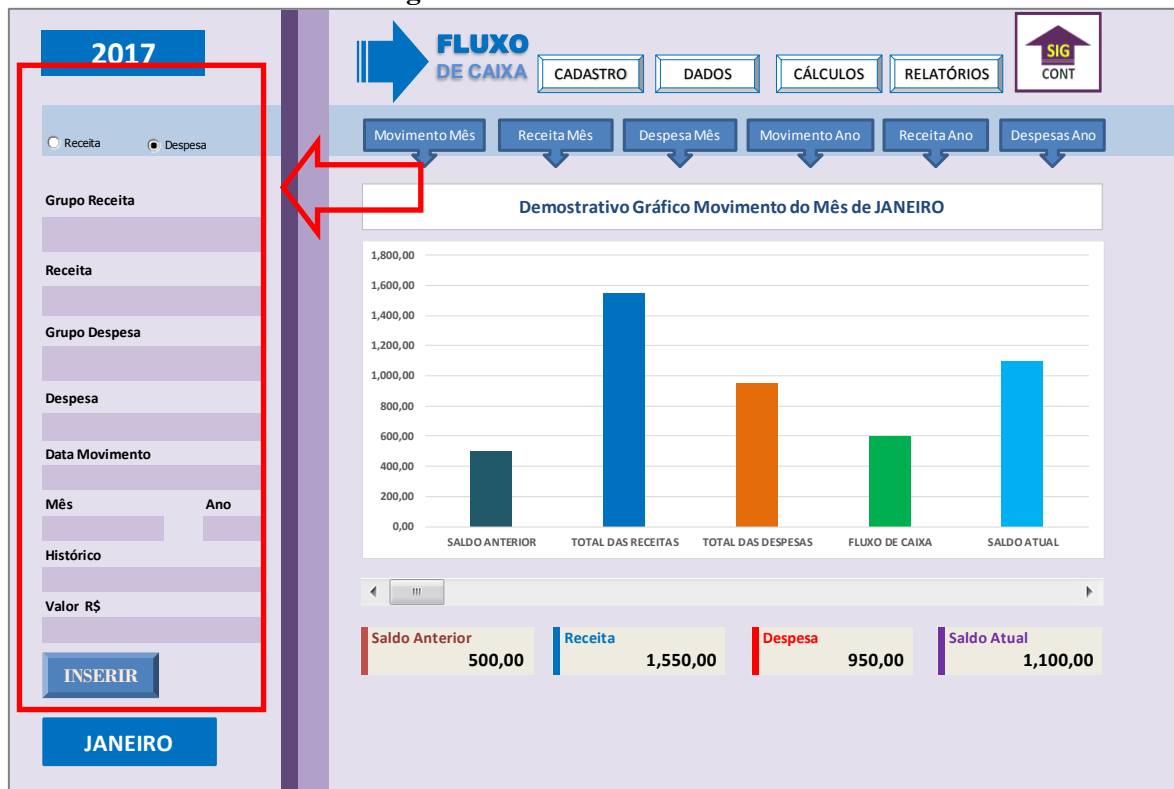 g
2017
FLUXO
DE CAIXA
CADASTRO
DADOS
CÁLCULOS
RELATÓRIOS
SIG
CONT
Receita
Despesa
Movimento Mês
Receita Mês
Despesa Mês
Movimento Ano
Receita Ano
Despesas Ano
Grupo Receita
Receita
Grupo Despesa
Despesa
Data Movimento
Mês
Ano
Histórico
Valor R$
INSERIR
JANEIRO
Demostrativo Gráfico Movimento do Mês de JANEIRO
1,800,00
1,600,00
1,400,00
1,200,00
1,000,00
800,00
600,00
400,00
200,00
0,00
SALDO ANTERIOR
TOTAL DAS RECEITAS
TOTAL DAS DESPESAS
FLUXO DE CAIXA
SALDO ATUAL
Saldo Anterior
500,00
Receita
1,550,00
Despesa
950,00
Saldo Atual
1,100,00